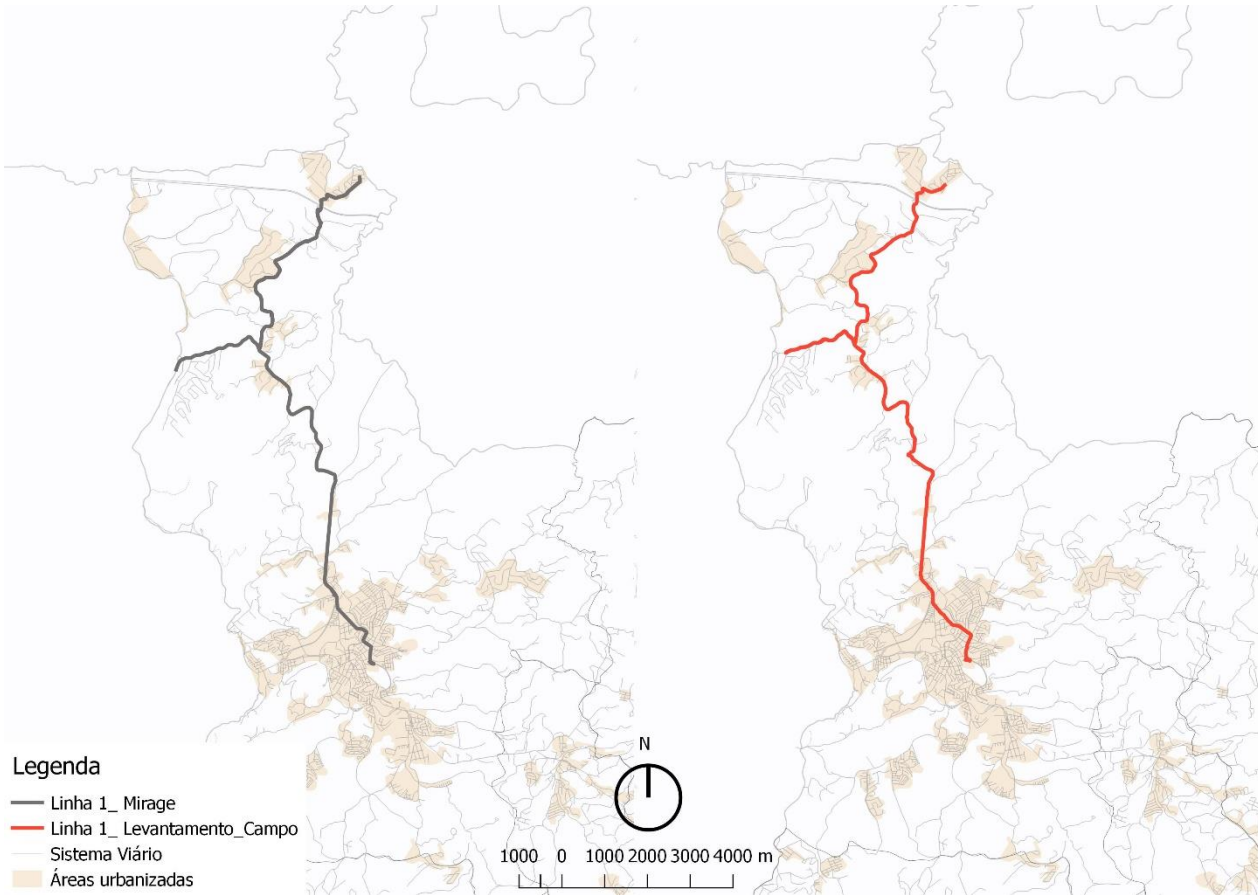 Legenda
Linha 1_ Mirage
Linha 1_ Levantamento_Campo
Sistema Viário
Áreas urbanizadas
N
1000 0 1000 2000 3000 4000 m